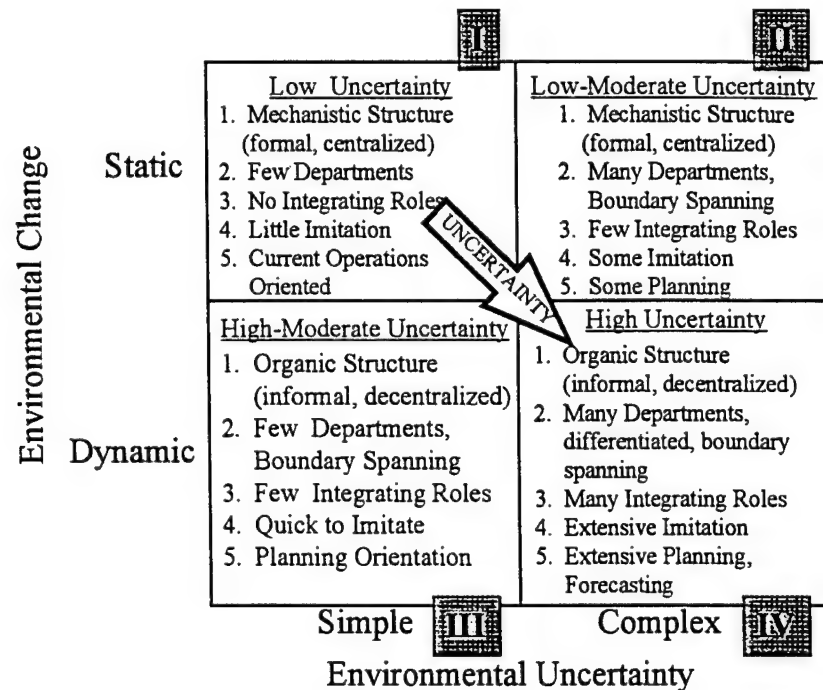 I
II
Low Uncertainty
1. Mechanistic Structure
(formal, centralized)
2. Few Departments
3. No Integrating Roles
4. Little Imitation
5. Current Operations
Oriented
Low-Moderate Uncertainty
1. Mechanistic Structure
(formal, centralized)
2. Many Departments,
Boundary Spanning
3. Few Integrating Roles
4. Some Imitation
5. Some Planning
Environmental Change
Static
UNCERTAINTY
High-Moderate Uncertainty
1. Organic Structure
(informal, decentralized)
2. Few Departments,
Boundary Spanning
3. Few Integrating Roles
4. Quick to Imitate
5. Planning Orientation
High Uncertainty
1. Organic Structure
(informal, decentralized)
2. Many Departments,
differentiated, boundary
spanning
3. Many Integrating Roles
4. Extensive Imitation
5. Extensive Planning,
Forecasting
Dynamic
Simple
III
Complex
IV
Environmental Uncertainty